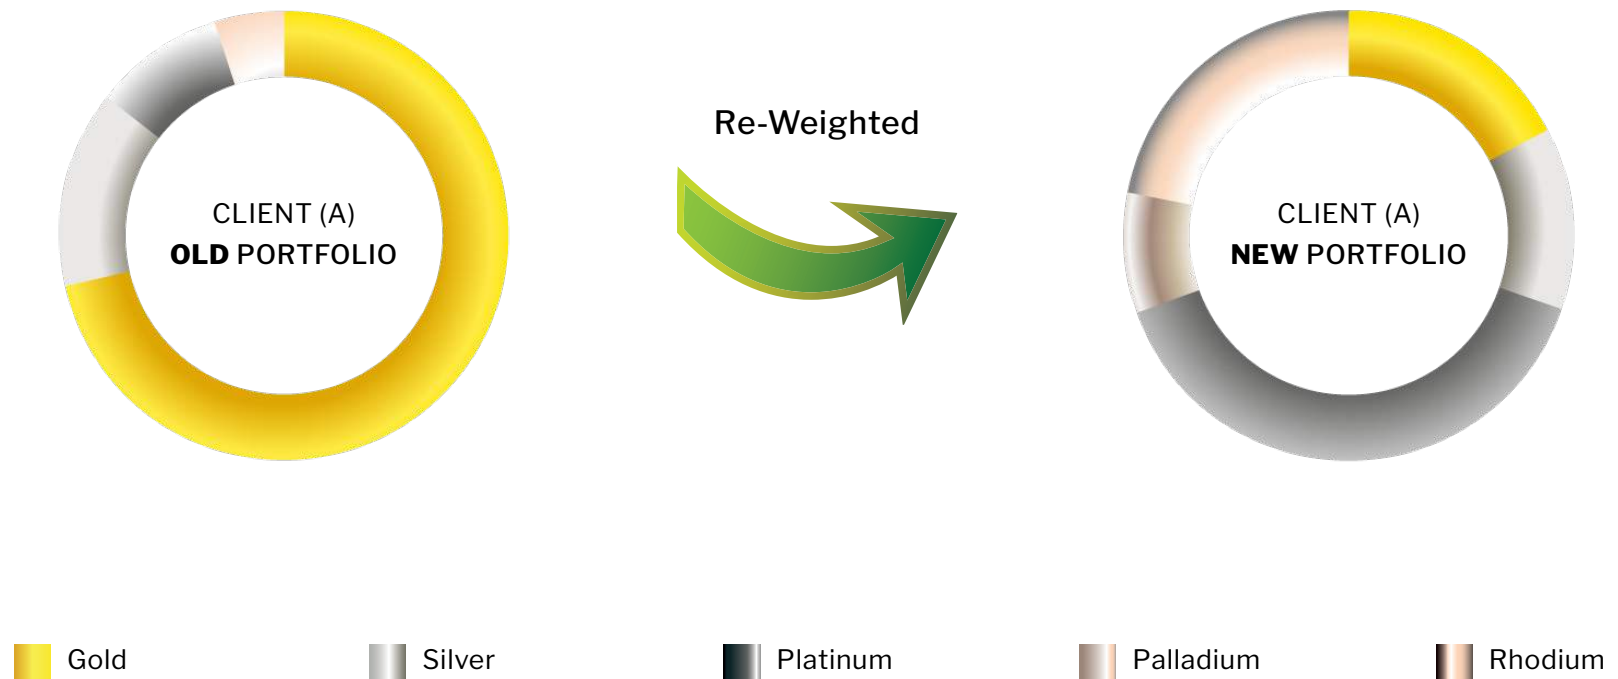 Re-Weighted
CLIENT (A)
OLD PORTFOLIO
CLIENT (A)
NEW PORTFOLIO
Gold
Silver
Platinum
Palladium
Rhodium